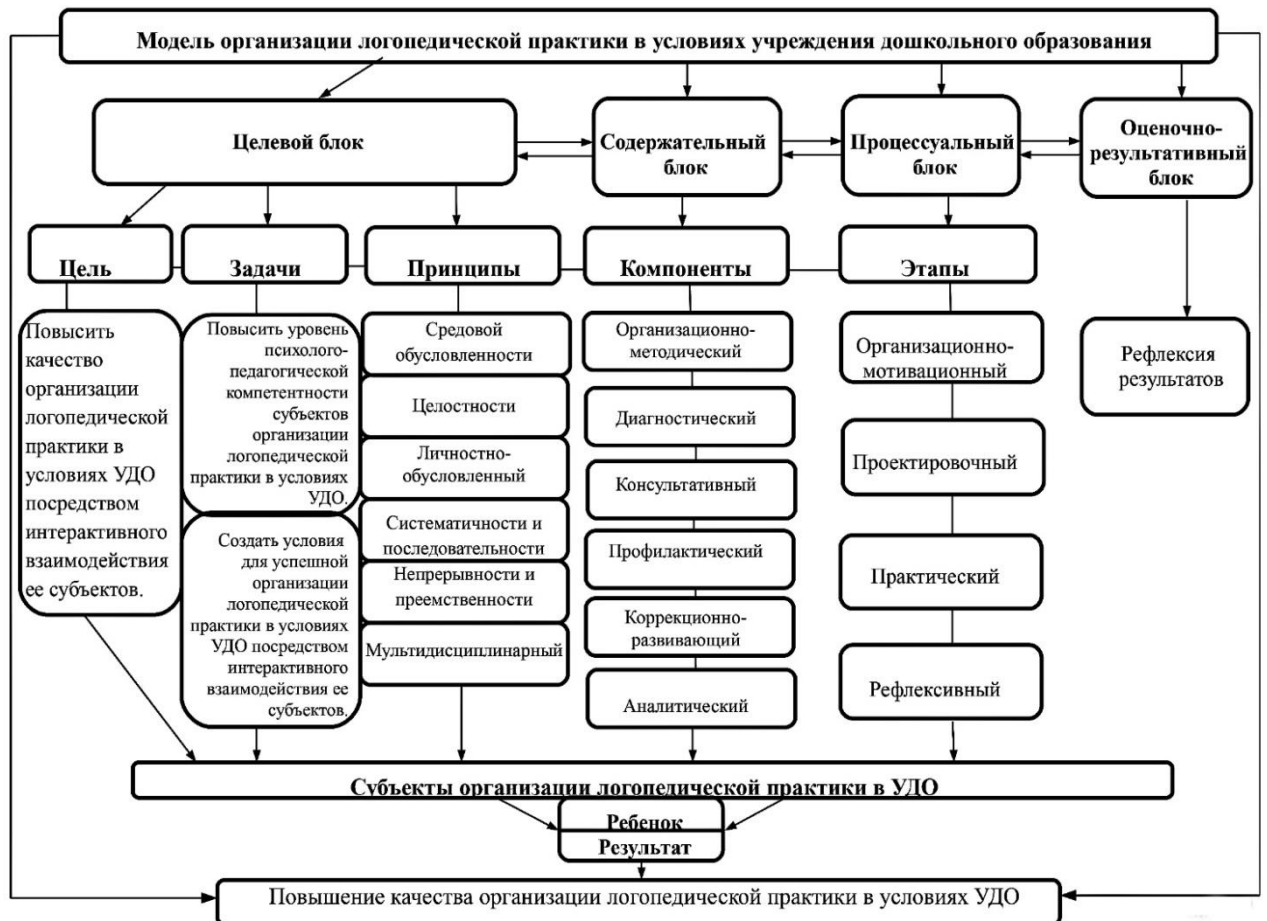 Модель организации логопедической практики в условиях учреждения дошкольного образования
Целевой блок
Содержательный
блок
Процессуальный
блок
Оценочно-
результативный
блок
Цель
Задачи
Принципы
Компоненты
Этапы
Повысить
качество
организации
логопедической
практики в
условиях УДО
посредством
интерактивного
взаимодействия
ее субъектов.
Повысить уровень
психолого-
педагогической
компетентности
субъектов
организации
логопедической
практики в условиях
УДО.
Создать условия
для успешной
организации
логопедической
практики в условиях
УДО посредством
интерактивного
взаимодействия ее
субъектов.
Средовой
обусловленности
Целостности
Личностно-
обусловленный
Систематичности и
последовательности
Непрерывности и
преемственности
Мультидисциплинарный
Организационно-
методический
Диагностический
Консультативный
Профилактический
Коррекционно-
развивающий
Аналитический
Организационно-
мотивационный
Проектировочный
Практический
Рефлексивный
Рефлексия
результатов
Субъекты организации логопедической практики в УДО
Ребенок
Результат
Повышение качества организации логопедической практики в условиях УДО